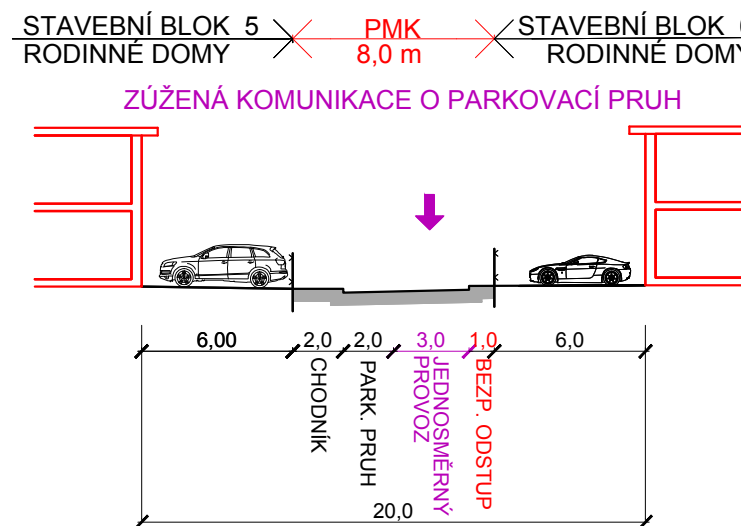 STAVEBNÍ BLOK 5
RODINNÉ DOMY
PMK
8,0 m
STAVEBNÍ BLOK
RODINNÉ DOMY
ZÚŽENÁ KOMUNIKACE O PARKOVACÍ PRUH
6,00
2,0
2,0
3,0
1,0
6,0
CHODNÍK
PARK. PRUH
JEDNOSMĚRNÝ
PROVOZ
BEZP. ODSTUP
20,0